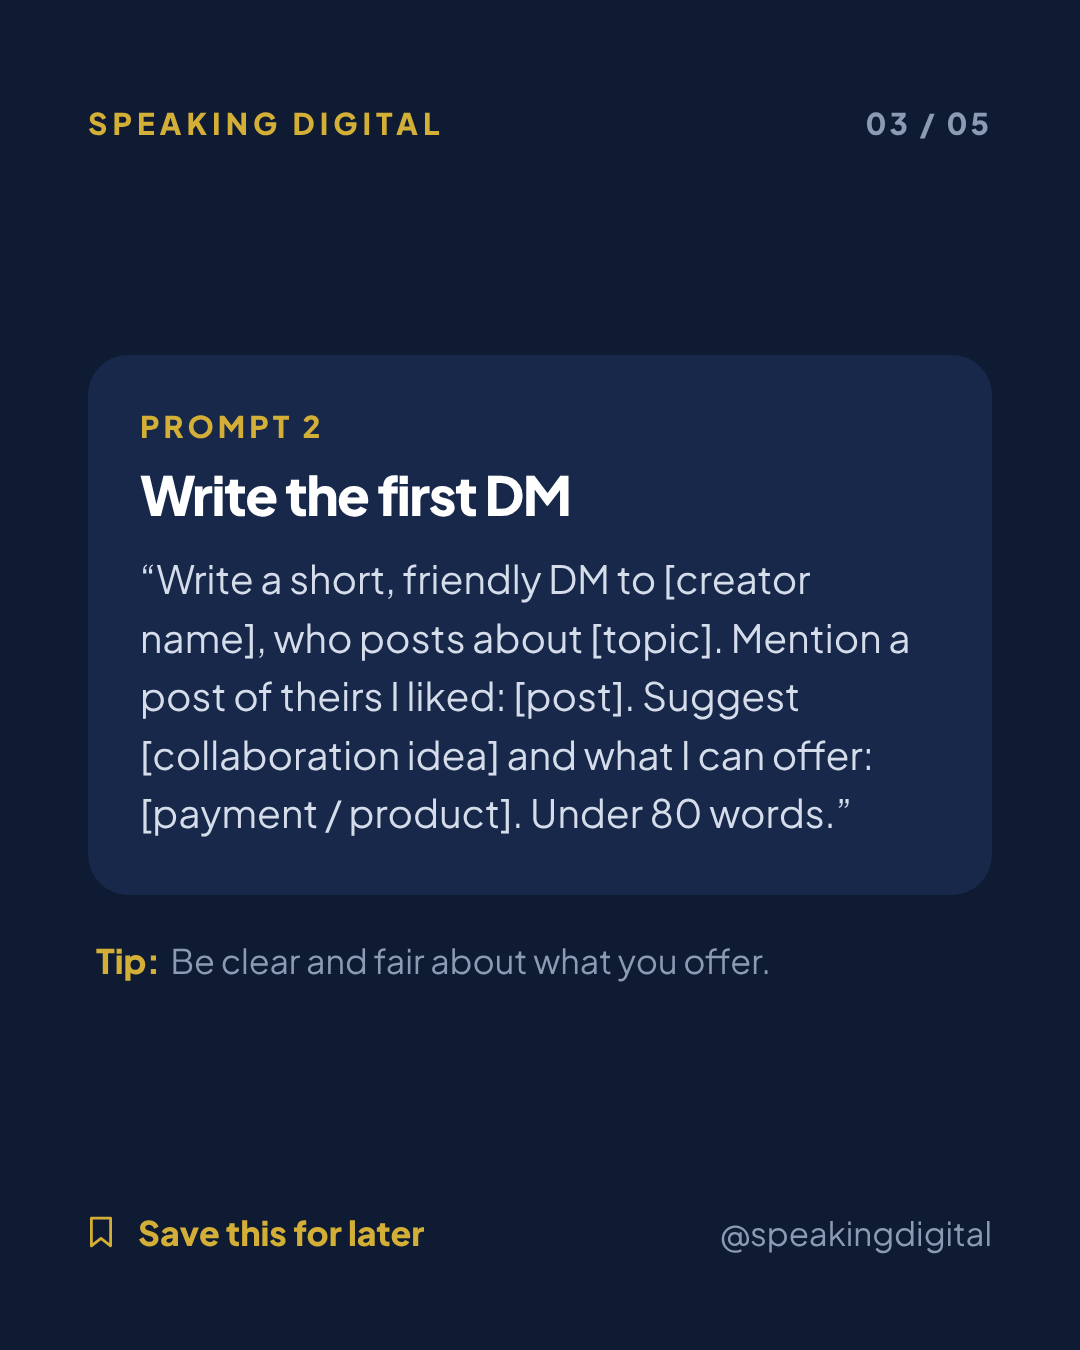 SPEAKING DIGITAL
03 / 05
PROMPT 2
Write the first DM
“Write a short, friendly DM to [creator
name], who posts about [topic]. Mention a
post of theirs I liked: [post]. Suggest
[collaboration idea] and what I can offer:
[payment / product]. Under 80 words.”
Tip: Be clear and fair about what you offer.
Save this for later
@speakingdigital